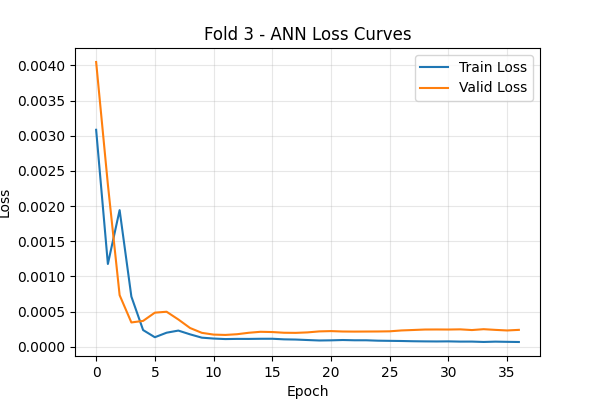 Fold 3 - ANN Loss Curves
Train Loss
Valid Loss
0.0040
0.0035
0.0030
0.0025
0.0020
0.0015
0.0010
0.0005
0.0000
Loss
0 5 10 15 20 25 30 35
Epoch